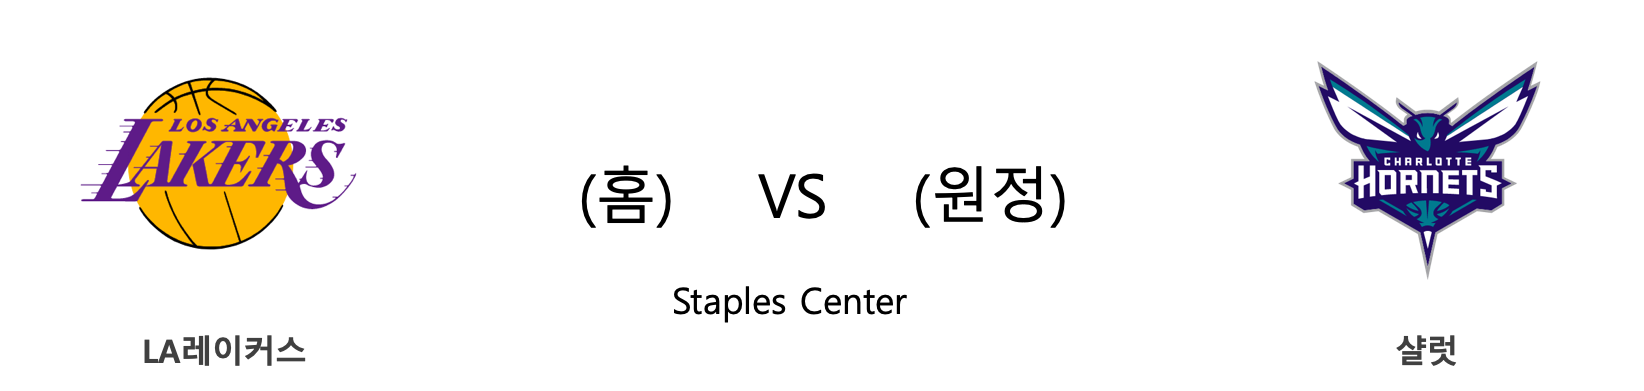 LOS ANGELES
LAKERS
(홈) VS (원정)
CHARLOTTE
HORNETS
Staples Center
LA레이커스
샬럿